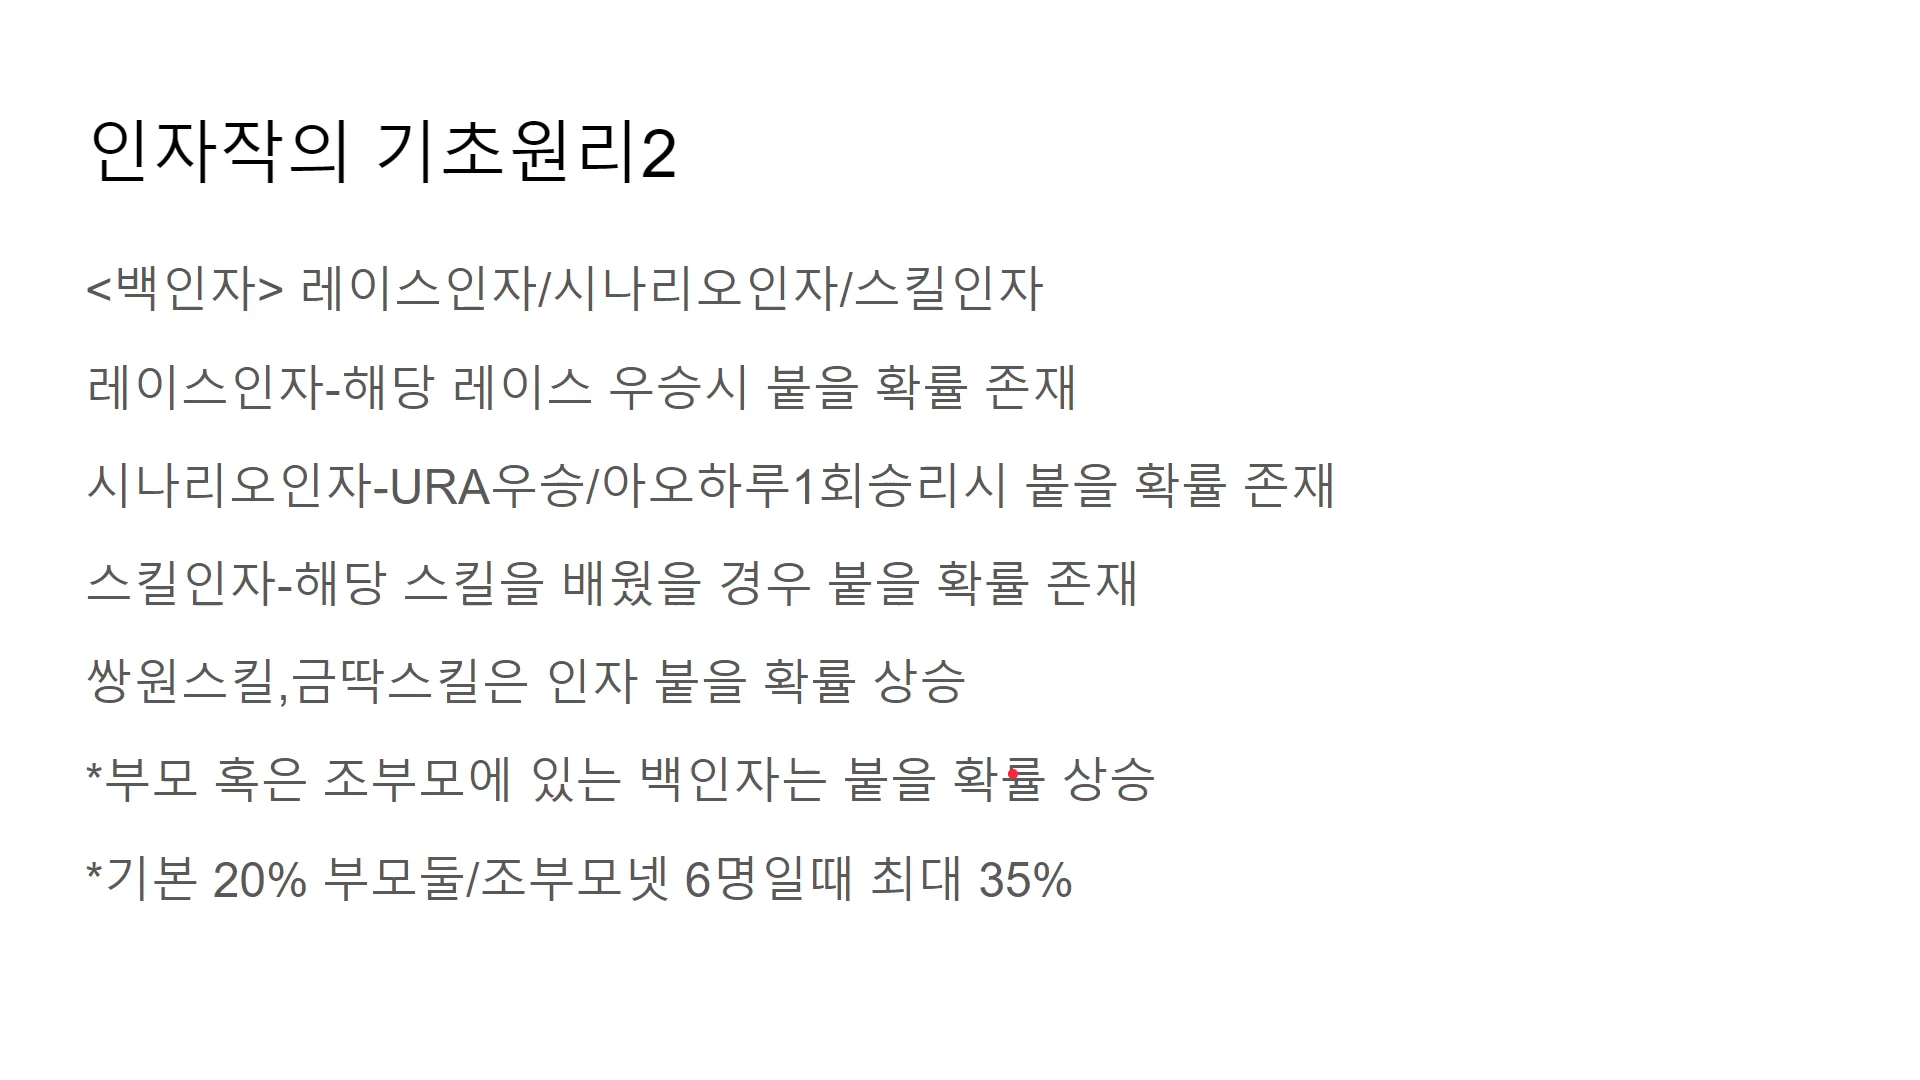 인자작의 기초원리2
<백인자> 레이스인자/시나리오인자/스킬인자
레이스인자-해당 레이스 우승시 붙을 확률 존재
시나리오인자-URA우승/아오하루1회승리시 붙을 확률 존재
스킬인자-해당 스킬을 배웠을 경우 붙을 확률 존재
쌍원스킬,금딱스킬은 인자 붙을 확률 상승
*부모 혹은 조부모에 있는 백인자는 붙을 확률 상승
*기본 20% 부모둘/조부모넷 6명일때 최대 35%